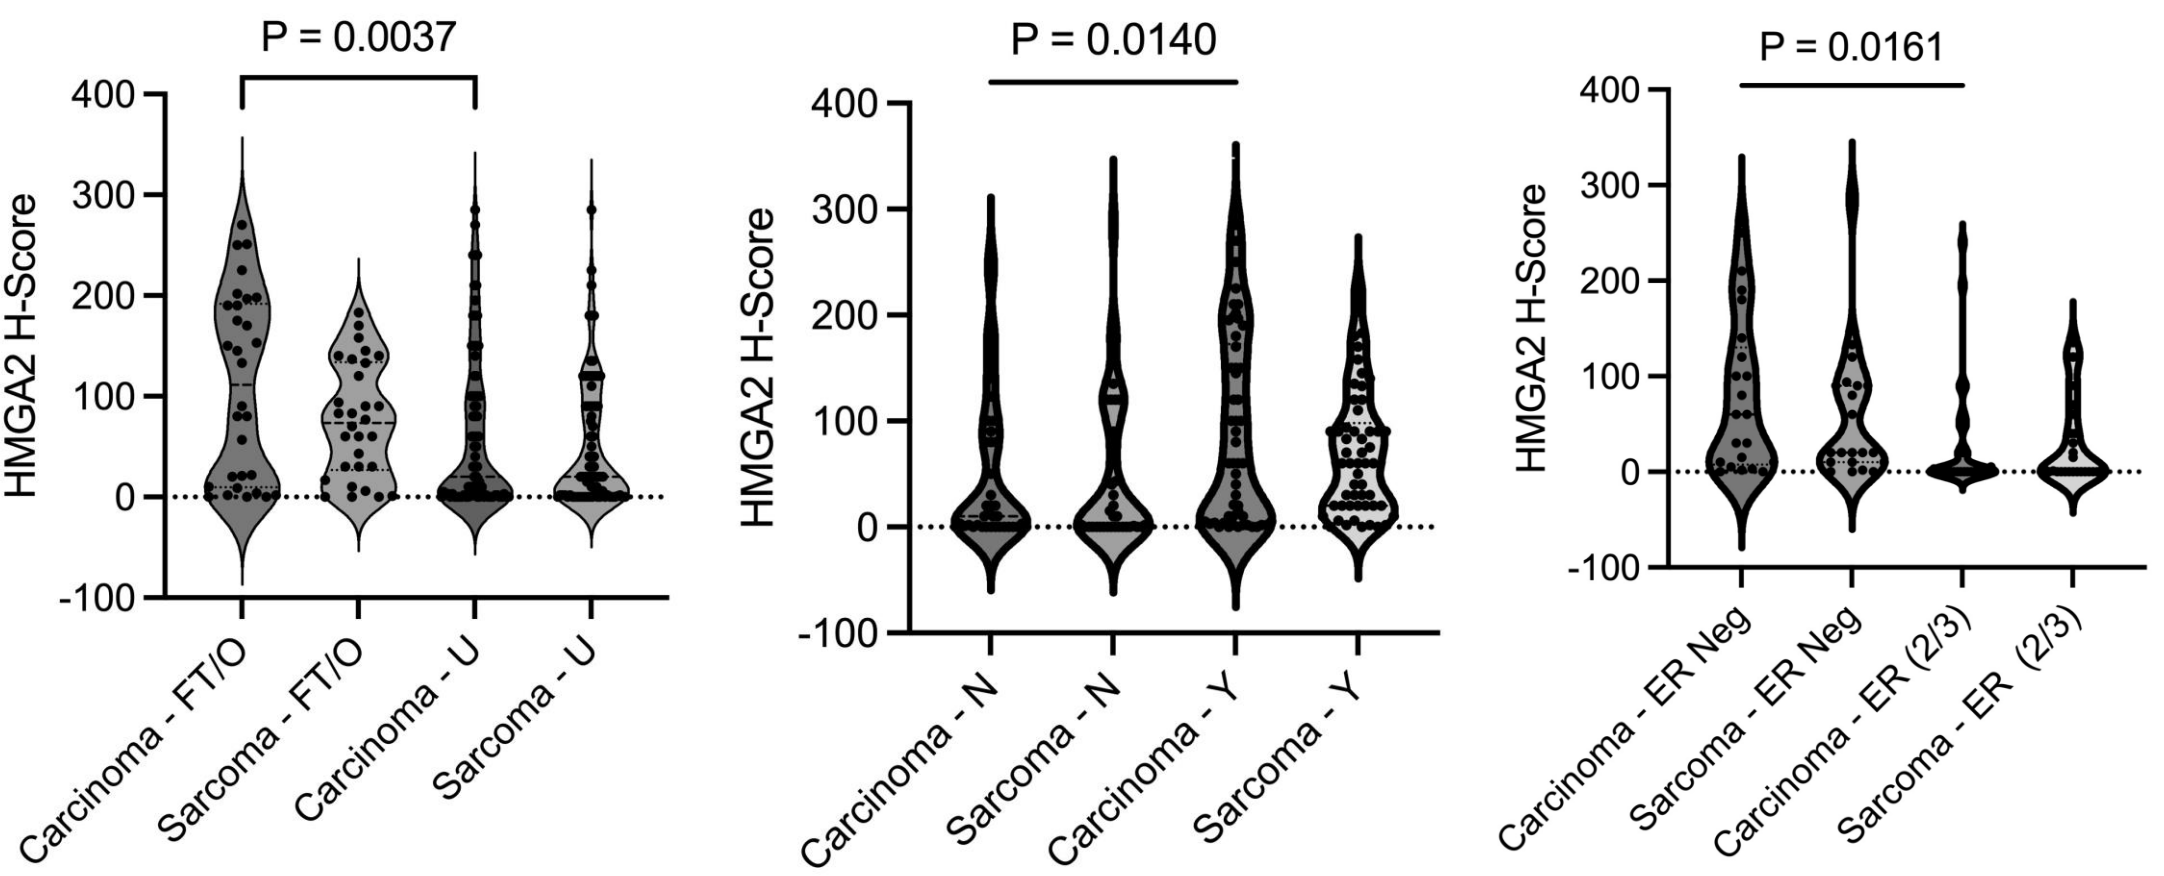 P = 0.0037
HMGA2 H-Score
400
300
200
100
0
-100
Carcinoma - FT/O
Sarcoma - FT/O
Carcinoma - U
Sarcoma - U
P = 0.0140
HMGA2 H-Score
400
300
200
100
0
-100
Carcinoma - N
Sarcoma - N
Carcinoma - Y
Sarcoma - Y
P = 0.0161
HMGA2 H-Score
400
300
200
100
0
-100
Carcinoma - ER Neg
Sarcoma - ER Neg
Carcinoma - ER (2/3)
Sarcoma - ER (2/3)